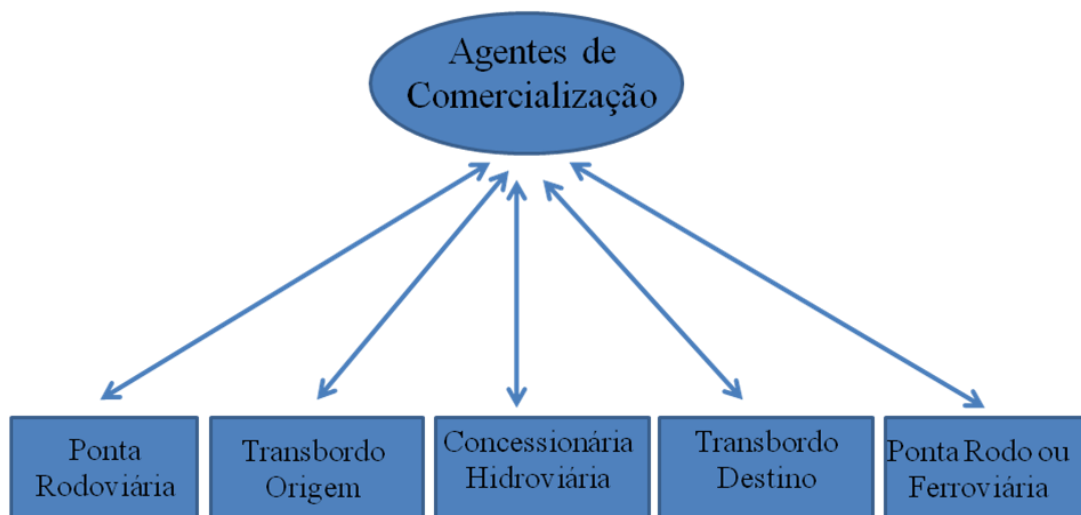 Agentes de
Comercialização
Ponta
Rodoviária
Transbordo
Origem
Concessionária
Hidroviária
Transbordo
Destino
Ponta Rodo ou
Ferroviária